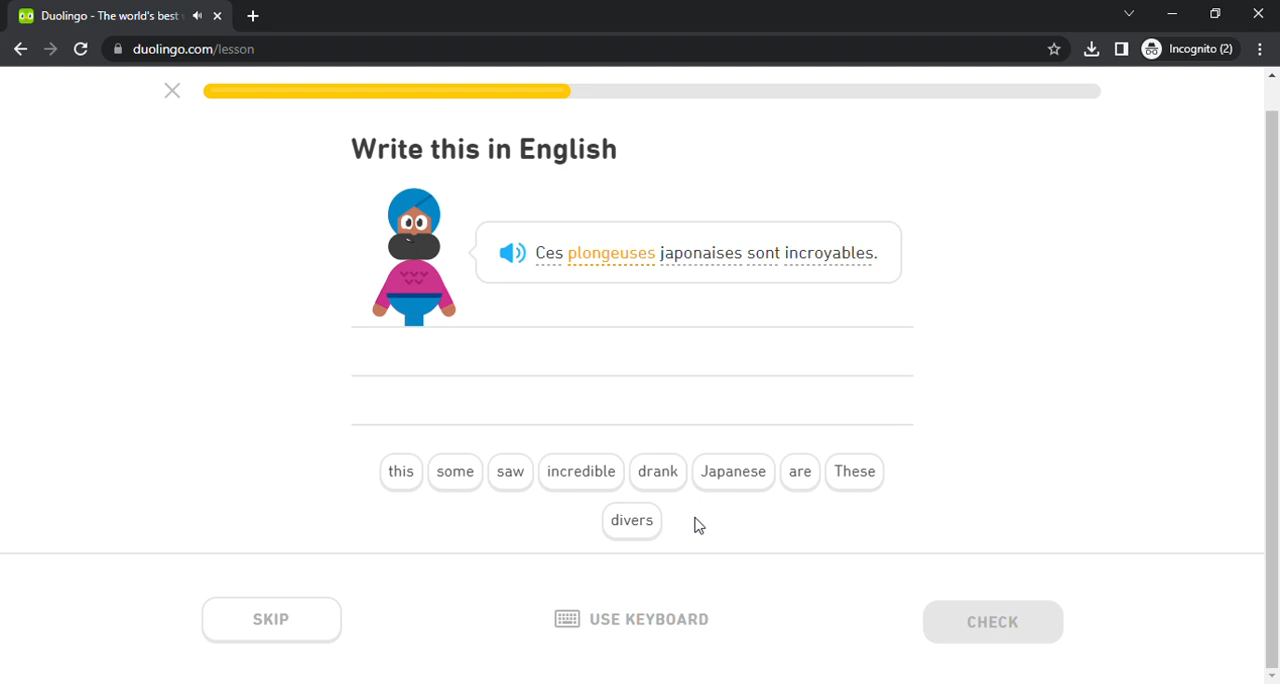 Duolingo - The world's best
duolingo.com/lesson
Incognito (2)
Write this in English
Ces plongeuses japonaises sont incroyables.
this some saw incredible drank Japanese are These
divers
SKIP USE KEYBOARD CHECK